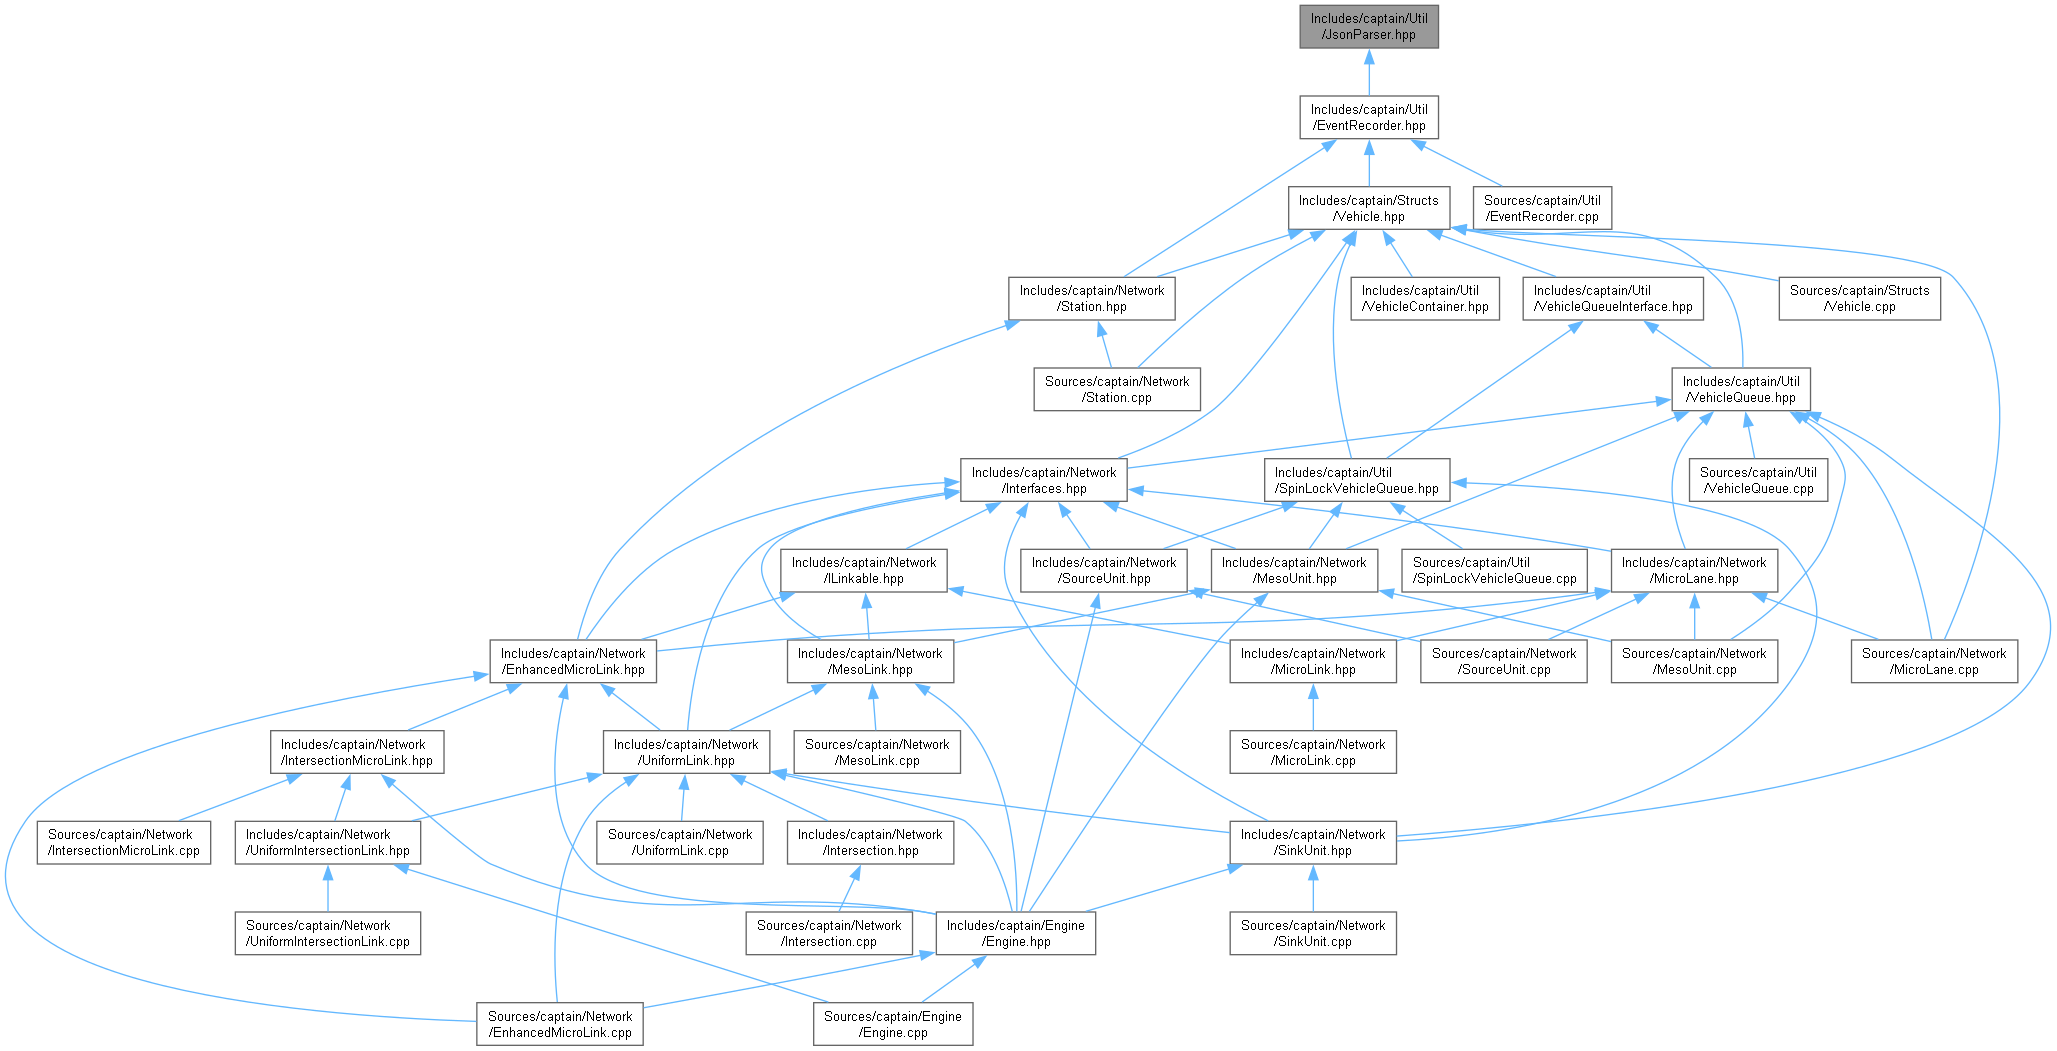 Includes/captain/Util
/JsonParser.hpp
Includes/captain/Util
/EventRecorder.hpp
Includes/captain/Structs
/Vehicle.hpp
Sources/captain/Util
/EventRecorder.cpp
Includes/captain/Network
/Station.hpp
Includes/captain/Util
/VehicleContainer.hpp
Includes/captain/Util
/VehicleQueueInterface.hpp
Sources/captain/Structs
/Vehicle.cpp
Sources/captain/Network
/Station.cpp
Includes/captain/Util
/VehicleQueue.hpp
Includes/captain/Network
/Interfaces.hpp
Includes/captain/Util
/SpinLockVehicleQueue.hpp
Sources/captain/Util
/VehicleQueue.cpp
Includes/captain/Network
/ILinkable.hpp
Includes/captain/Network
/SourceUnit.hpp
Includes/captain/Network
/MesoUnit.hpp
Sources/captain/Util
/SpinLockVehicleQueue.cpp
Includes/captain/Network
/MicroLane.hpp
Includes/captain/Network
/EnhancedMicroLink.hpp
Includes/captain/Network
/MesoLink.hpp
Includes/captain/Network
/MicroLink.hpp
Sources/captain/Network
/SourceUnit.cpp
Sources/captain/Network
/MesoUnit.cpp
Sources/captain/Network
/MicroLane.cpp
Includes/captain/Network
/IntersectionMicroLink.hpp
Includes/captain/Network
/UniformLink.hpp
Sources/captain/Network
/MesoLink.cpp
Sources/captain/Network
/MicroLink.cpp
Sources/captain/Network
/IntersectionMicroLink.cpp
Includes/captain/Network
/UniformIntersectionLink.hpp
Sources/captain/Network
/UniformLink.cpp
Includes/captain/Network
/Intersection.hpp
Includes/captain/Network
/SinkUnit.hpp
Sources/captain/Network
/UniformIntersectionLink.cpp
Sources/captain/Network
/Intersection.cpp
Includes/captain/Engine
/Engine.hpp
Sources/captain/Network
/SinkUnit.cpp
Sources/captain/Network
/EnhancedMicroLink.cpp
Sources/captain/Engine
/Engine.cpp